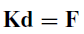 Kd = F